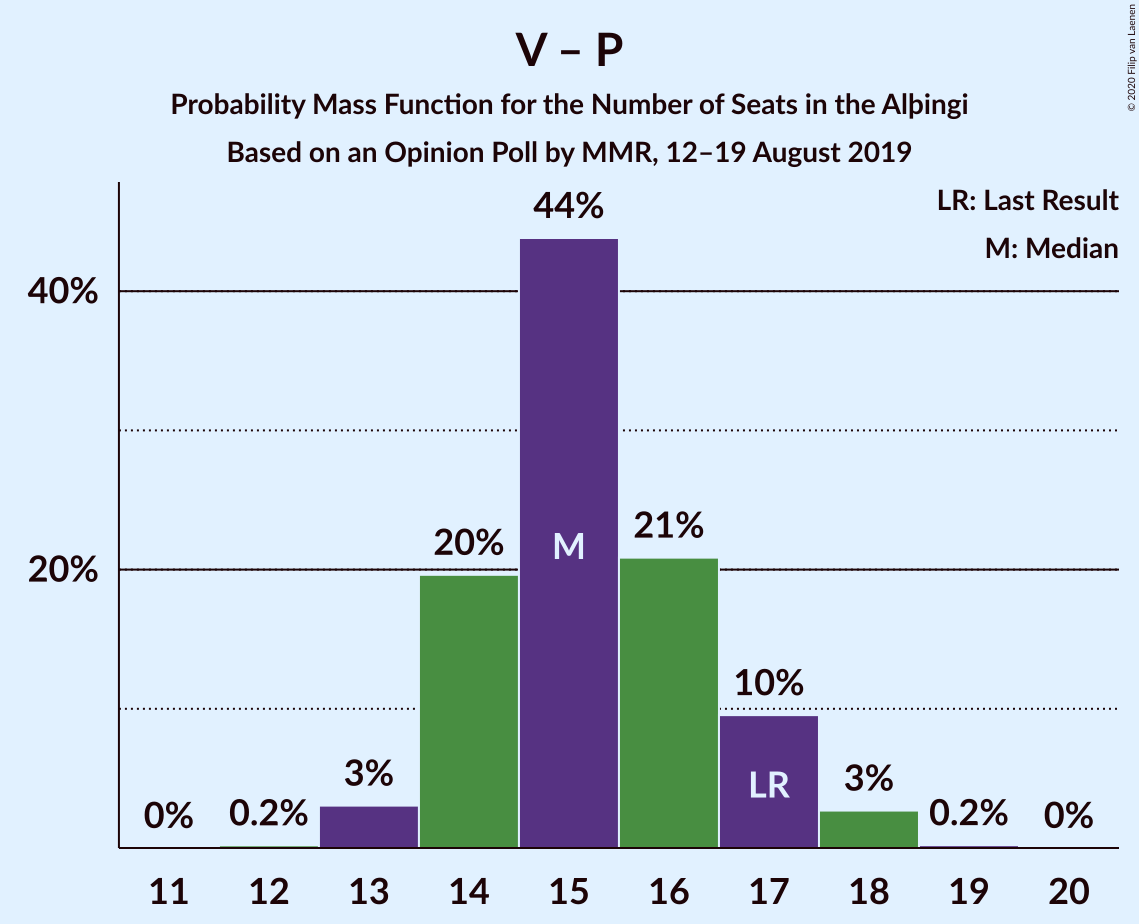 V – P
Probability Mass Function for the Number of Seats in the Alþingi
Based on an Opinion Poll by MMR, 12–19 August 2019
© 2020 Filip van Laenen
LR: Last Result
M: Median
40%
20%
0%
0.2%
3%
20%
44%
M
21%
10%
LR
3%
0.2%
0%
11 12 13 14 15 16 17 18 19 20